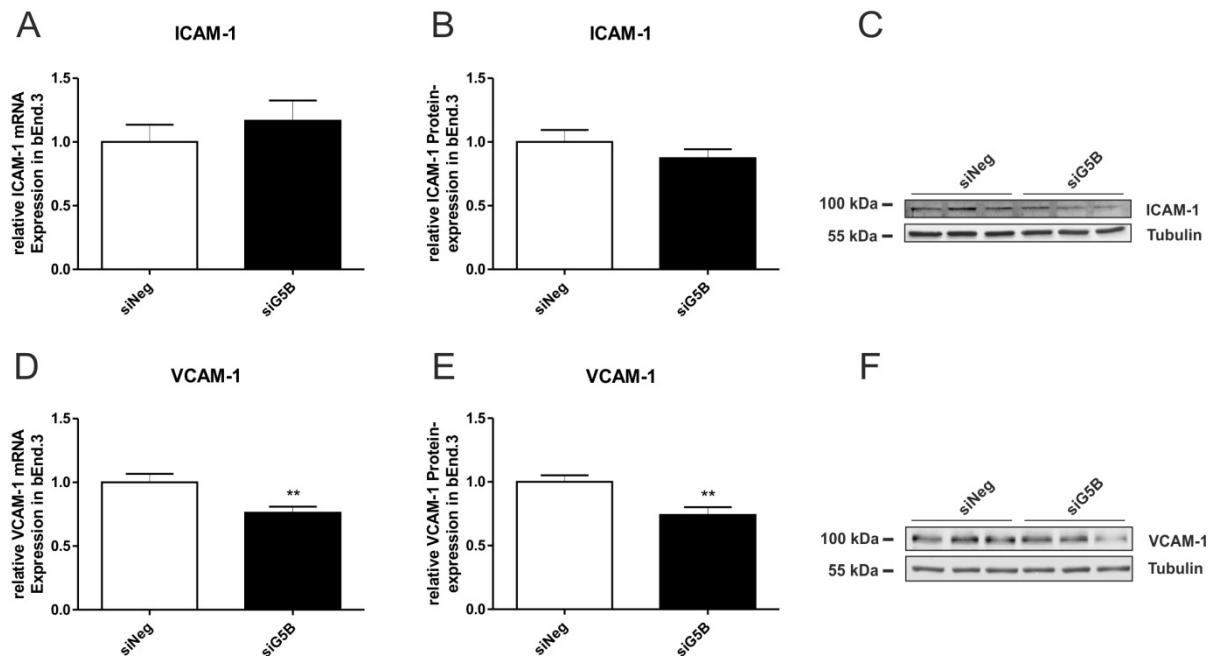 A
ICAM-1
relative ICAM-1 mRNA
Expression in bEnd.3
1.5
1.0
0.5
0.0
siNeg
siG5B
B
ICAM-1
relative ICAM-1 Protein-
expression in bEnd.3
1.5
1.0
0.5
0.0
siNeg
siG5B
C
siNeg
siG5B
100 kDa
ICAM-1
55 kDa
Tubulin
D
VCAM-1
relative VCAM-1 mRNA
Expression in bEnd.3
1.5
1.0
0.5
0.0
**
siNeg
siG5B
E
VCAM-1
relative VCAM-1 Protein-
expression in bEnd.3
1.5
1.0
0.5
0.0
**
siNeg
siG5B
F
siNeg
siG5B
100 kDa
VCAM-1
55 kDa
Tubulin